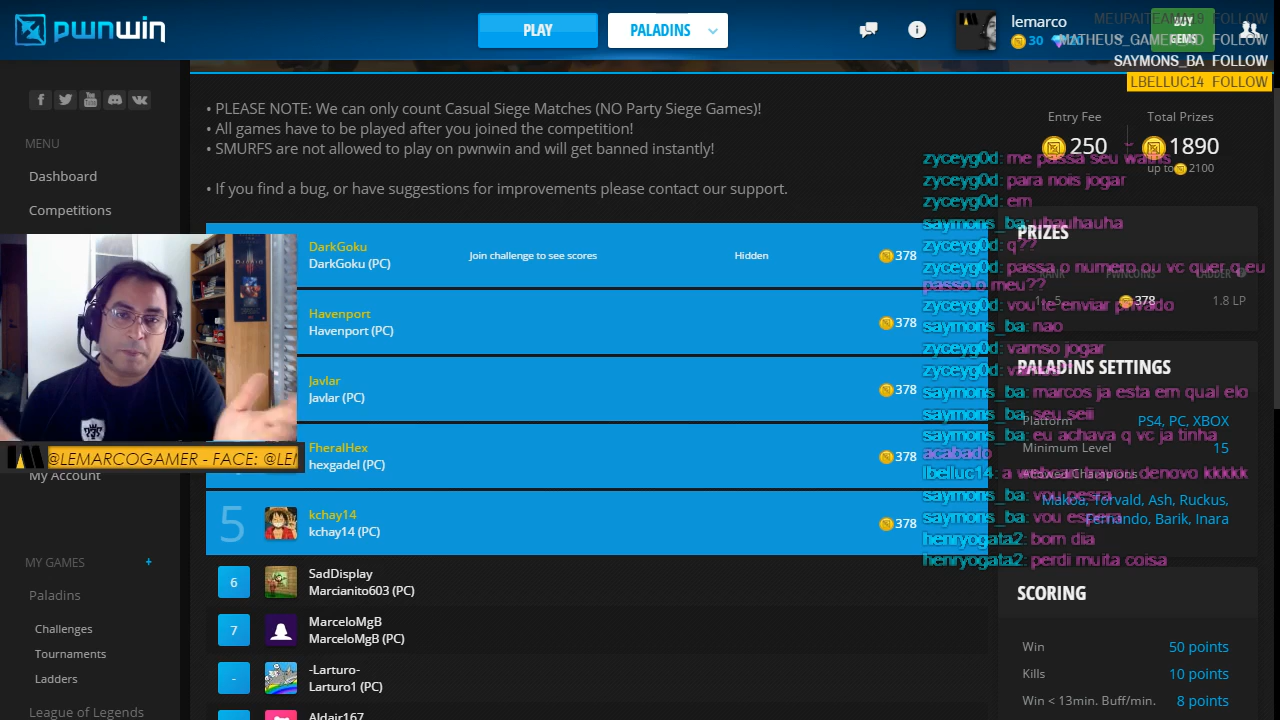 pwnwin
PLAY
PALADINS
lemarco
30
BUY
GEMS
FOLLOW
FOLLOW
SAYMONS_BA FOLLOW
LBELLUC14 FOLLOW
MENU
Dashboard
Competitions
My Account
MY GAMES +
Paladins
Challenges
Tournaments
Ladders
League of Legends
• PLEASE NOTE: We can only count Casual Siege Matches (NO Party Siege Games)!
• All games have to be played after you joined the competition!
• SMURFS are not allowed to play on pwnwin and will get banned instantly!
• If you find a bug, or have suggestions for improvements please contact our support.
DarkGoku
DarkGoku (PC)
Join challenge to see scores
Hidden
378
Havenport
Havenport (PC)
378
Javlar
Javlar (PC)
378
FheralHex
hexgadel (PC)
378
5
kchay14
kchay14 (PC)
378
6
SadDisplay
Marcianito603 (PC)
7
MarceloMgB
MarceloMgB (PC)
-
-Larturo-
Larturo1 (PC)
Aldair167
@LEMARCOGAMER - FACE: @LE
Entry Fee
250
Total Prizes
1890
up to 2100
PRIZES
378
1.8 LP
PALADINS SETTINGS
Platform
PS4, PC, XBOX
Minimum Level
15
Allowed Champions
Makoa, Torvald, Ash, Ruckus,
Fernando, Barik, Inara
SCORING
Win
50 points
Kills
10 points
Win < 13min. Buff/min.
8 points
zyceyg0d: me passa seu
zyceyg0d: para nois jogar
zyceyg0d: em
saymons_ba: uhauhauha
zyceyg0d: q??
zyceyg0d: passa o numero ou vc quer q eu
passo o meu??
zyceyg0d: vou te enviar privado
saymons_ba: nao
zyceyg0d: vamso jogar
zyceyg0d:
saymons_ba: marcos ja esta em qual elo
saymons_ba: seu seii
saymons_ba: eu achava q vc ja tinha
acabado
lbelluc14: a webcam travou denovo kkkkk
saymons_ba: vou pesra
saymons_ba: vou espera
henryogata2: bom dia
henryogata2: perdi muita coisa